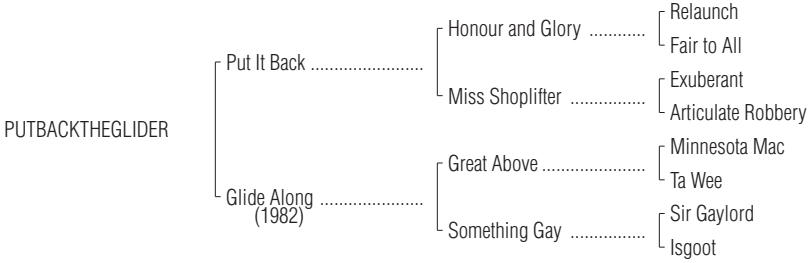 Relaunch
Honour and Glory ............
Fair to All
Put It Back ........................
Exuberant
Miss Shoplifter ................
Articulate Robbery
PUTBACKTHEGLIDER
Minnesota Mac
Great Above ......................
Ta Wee
Glide Along ......................
(1982)
Sir Gaylord
Something Gay ................
Isgoot